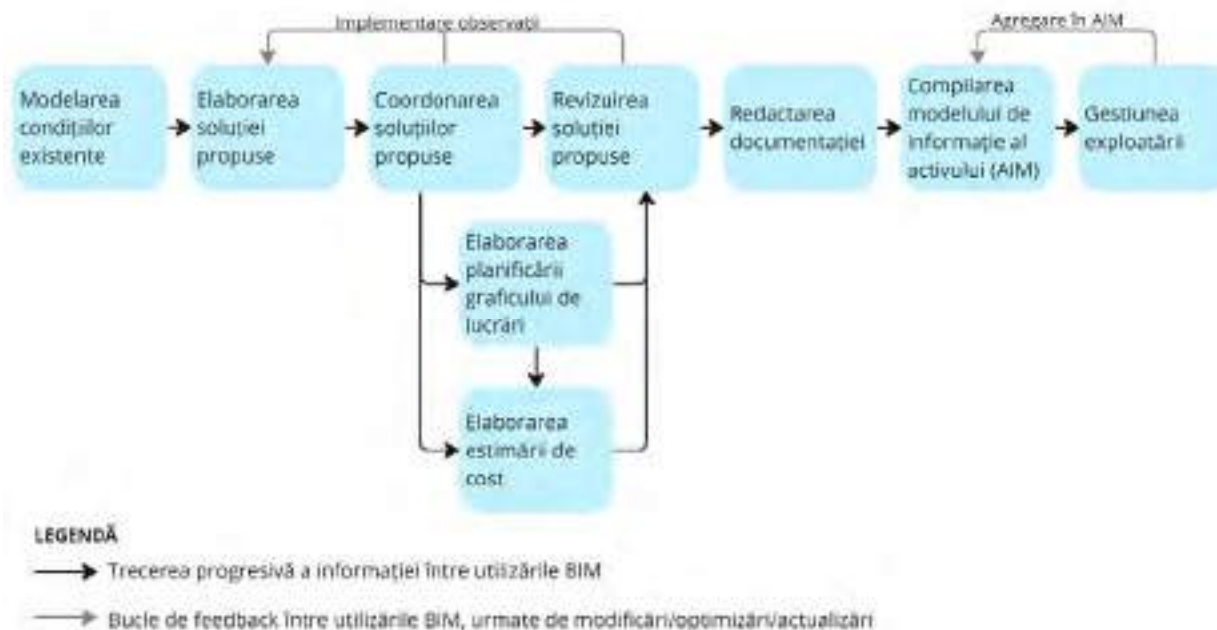 Implementare observații
Agregare în AIM
Modelarea
condițiilor
existente
Elaborarea
soluției
propuse
Coordonarea
soluțiilor
propuse
Revizuirea
soluției
propuse
Redactarea
documentației
Compilarea
modelului de
informație al
activului (AIM)
Gestiunea
exploatării
Elaborarea
planificării
graficului de
lucrări
Elaborarea
estimării de
cost
LEGENDĂ
Trecerea progresivă a informației între utilizările BIM
Bucle de feedback între utilizările BIM, urmate de modificări/optimizări/actualizări